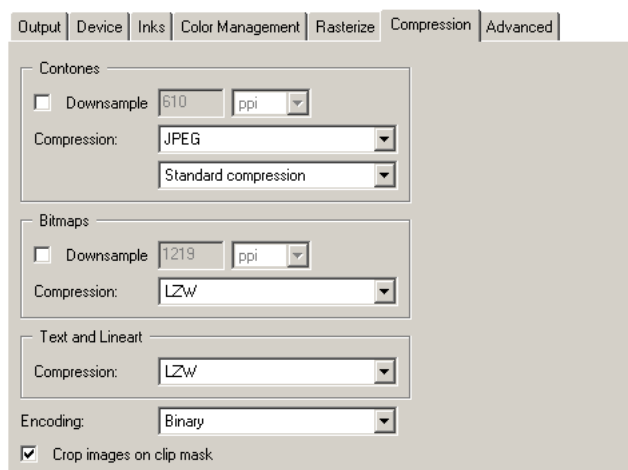 Output Device Inks Color Management Rasterize Compression Advanced
Contones
Downsample 610 ppi
Compression: JPEG
Standard compression
Bitmaps
Downsample 1219 ppi
Compression: LZW
Text and Lineart
Compression: LZW
Encoding: Binary
Crop images on clip mask